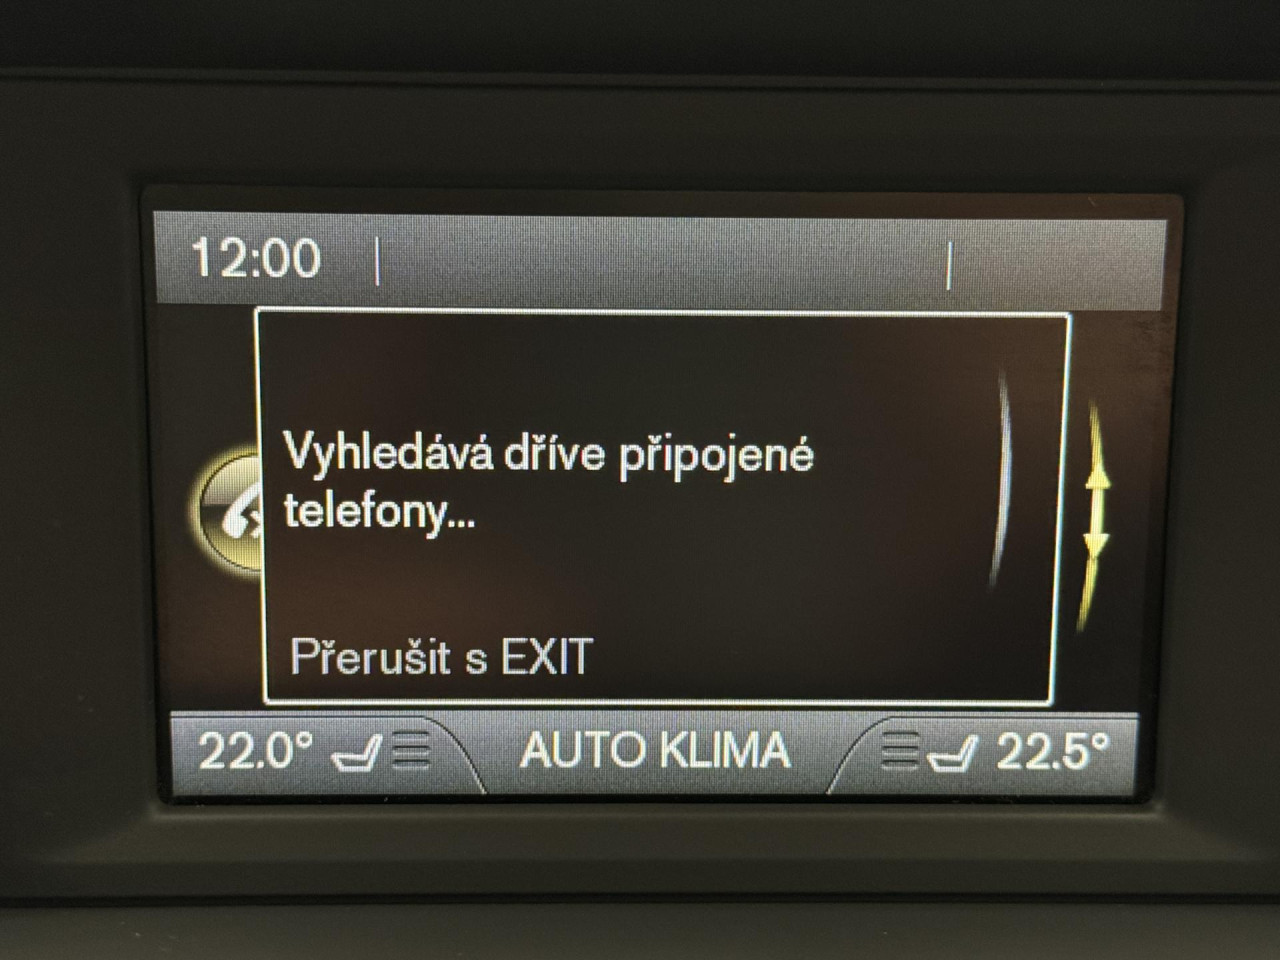 12:00
Vyhledává dříve připojené
telefony...
Přerušit s EXIT
22.0° AUTO KLIMA 22.5°